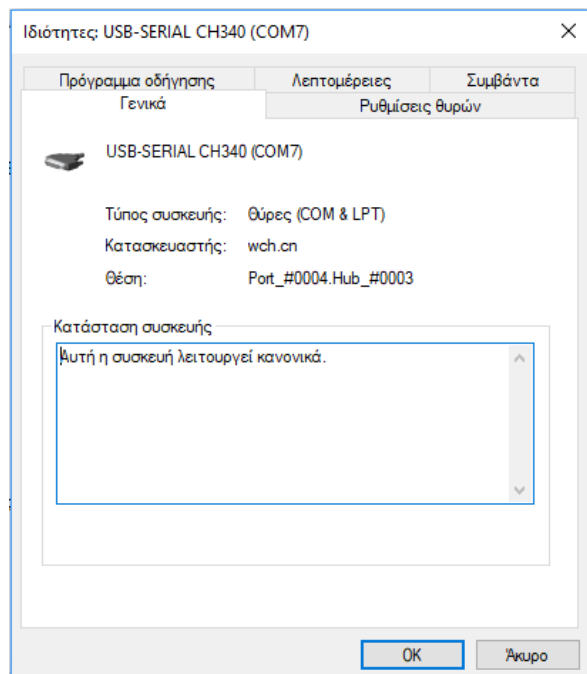 Ιδιότητες: USB-SERIAL CH340 (COM7)
Πρόγραμμα οδήγησης Λεπτομέρειες Συμβάντα
Γενικά Ρυθμίσεις θυρών
USB-SERIAL CH340 (COM7)
Τύπος συσκευής: Θύρες (COM & LPT)
Κατασκευαστής: wch.cn
Θέση: Port_#0004.Hub_#0003
Κατάσταση συσκευής
Αυτή η συσκευή λειτουργεί κανονικά.
OK Άκυρο